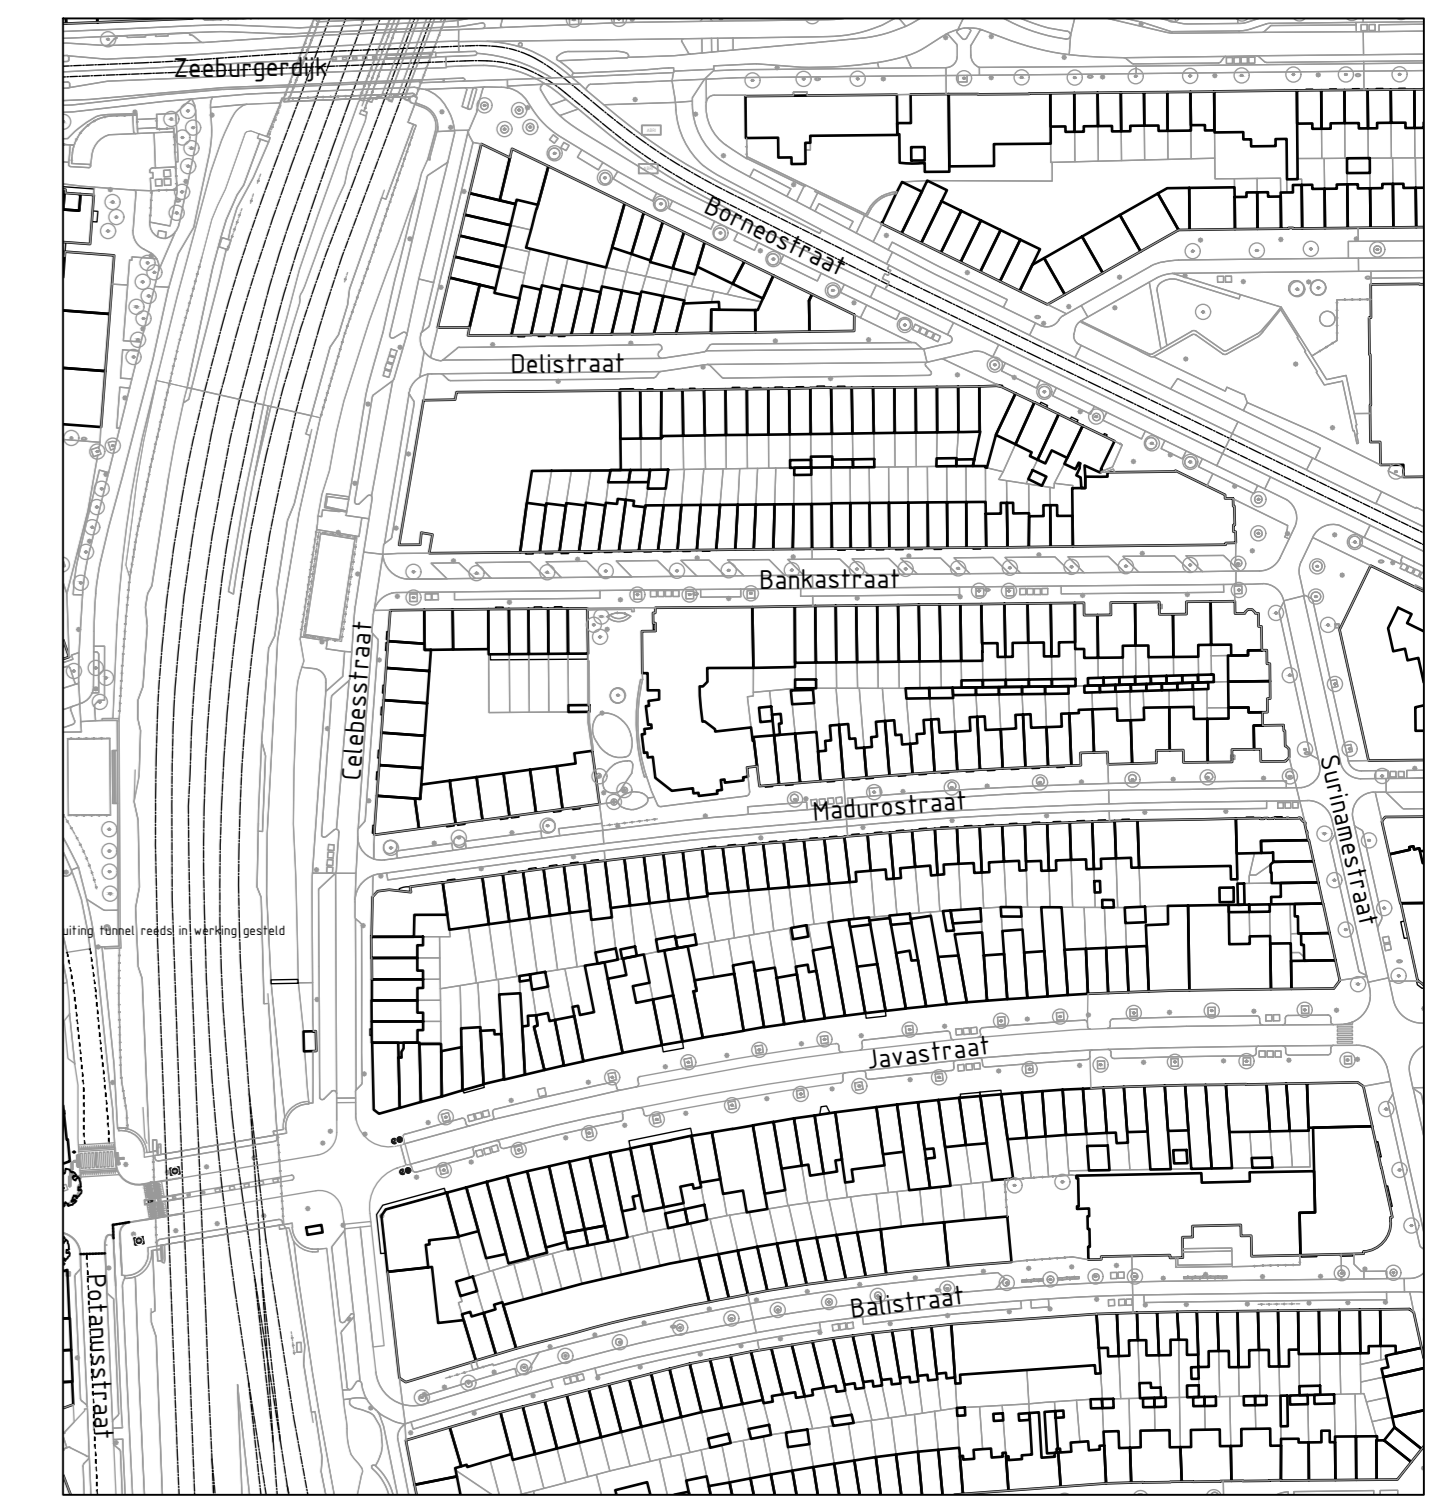 Zeeburgerdijk
Borneostraat
Delistraat
Bankastraat
Celebesstraat
Madurostraat
Surinamestraat
uiting tunnel reeds in werking gesteld
Javastraat
Balistraat
Potanusstraat